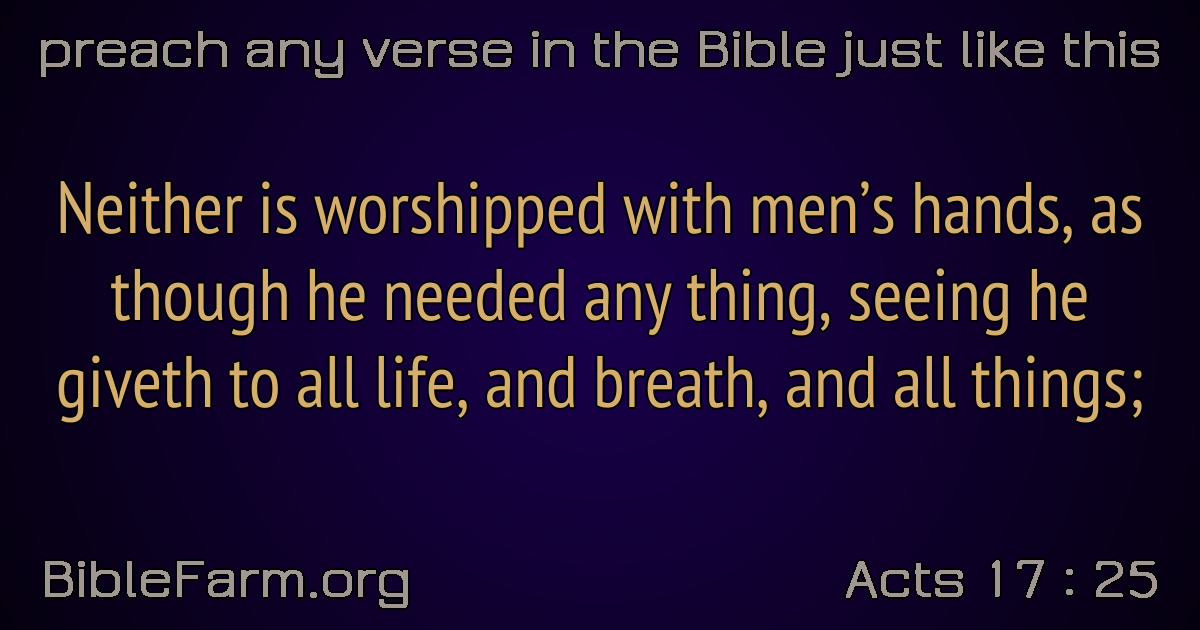 preach any verse in the Bible just like this
Neither is worshipped with men’s hands, as
though he needed any thing, seeing he
giveth to all life, and breath, and all things;
BibleFarm.org
Acts 17 : 25